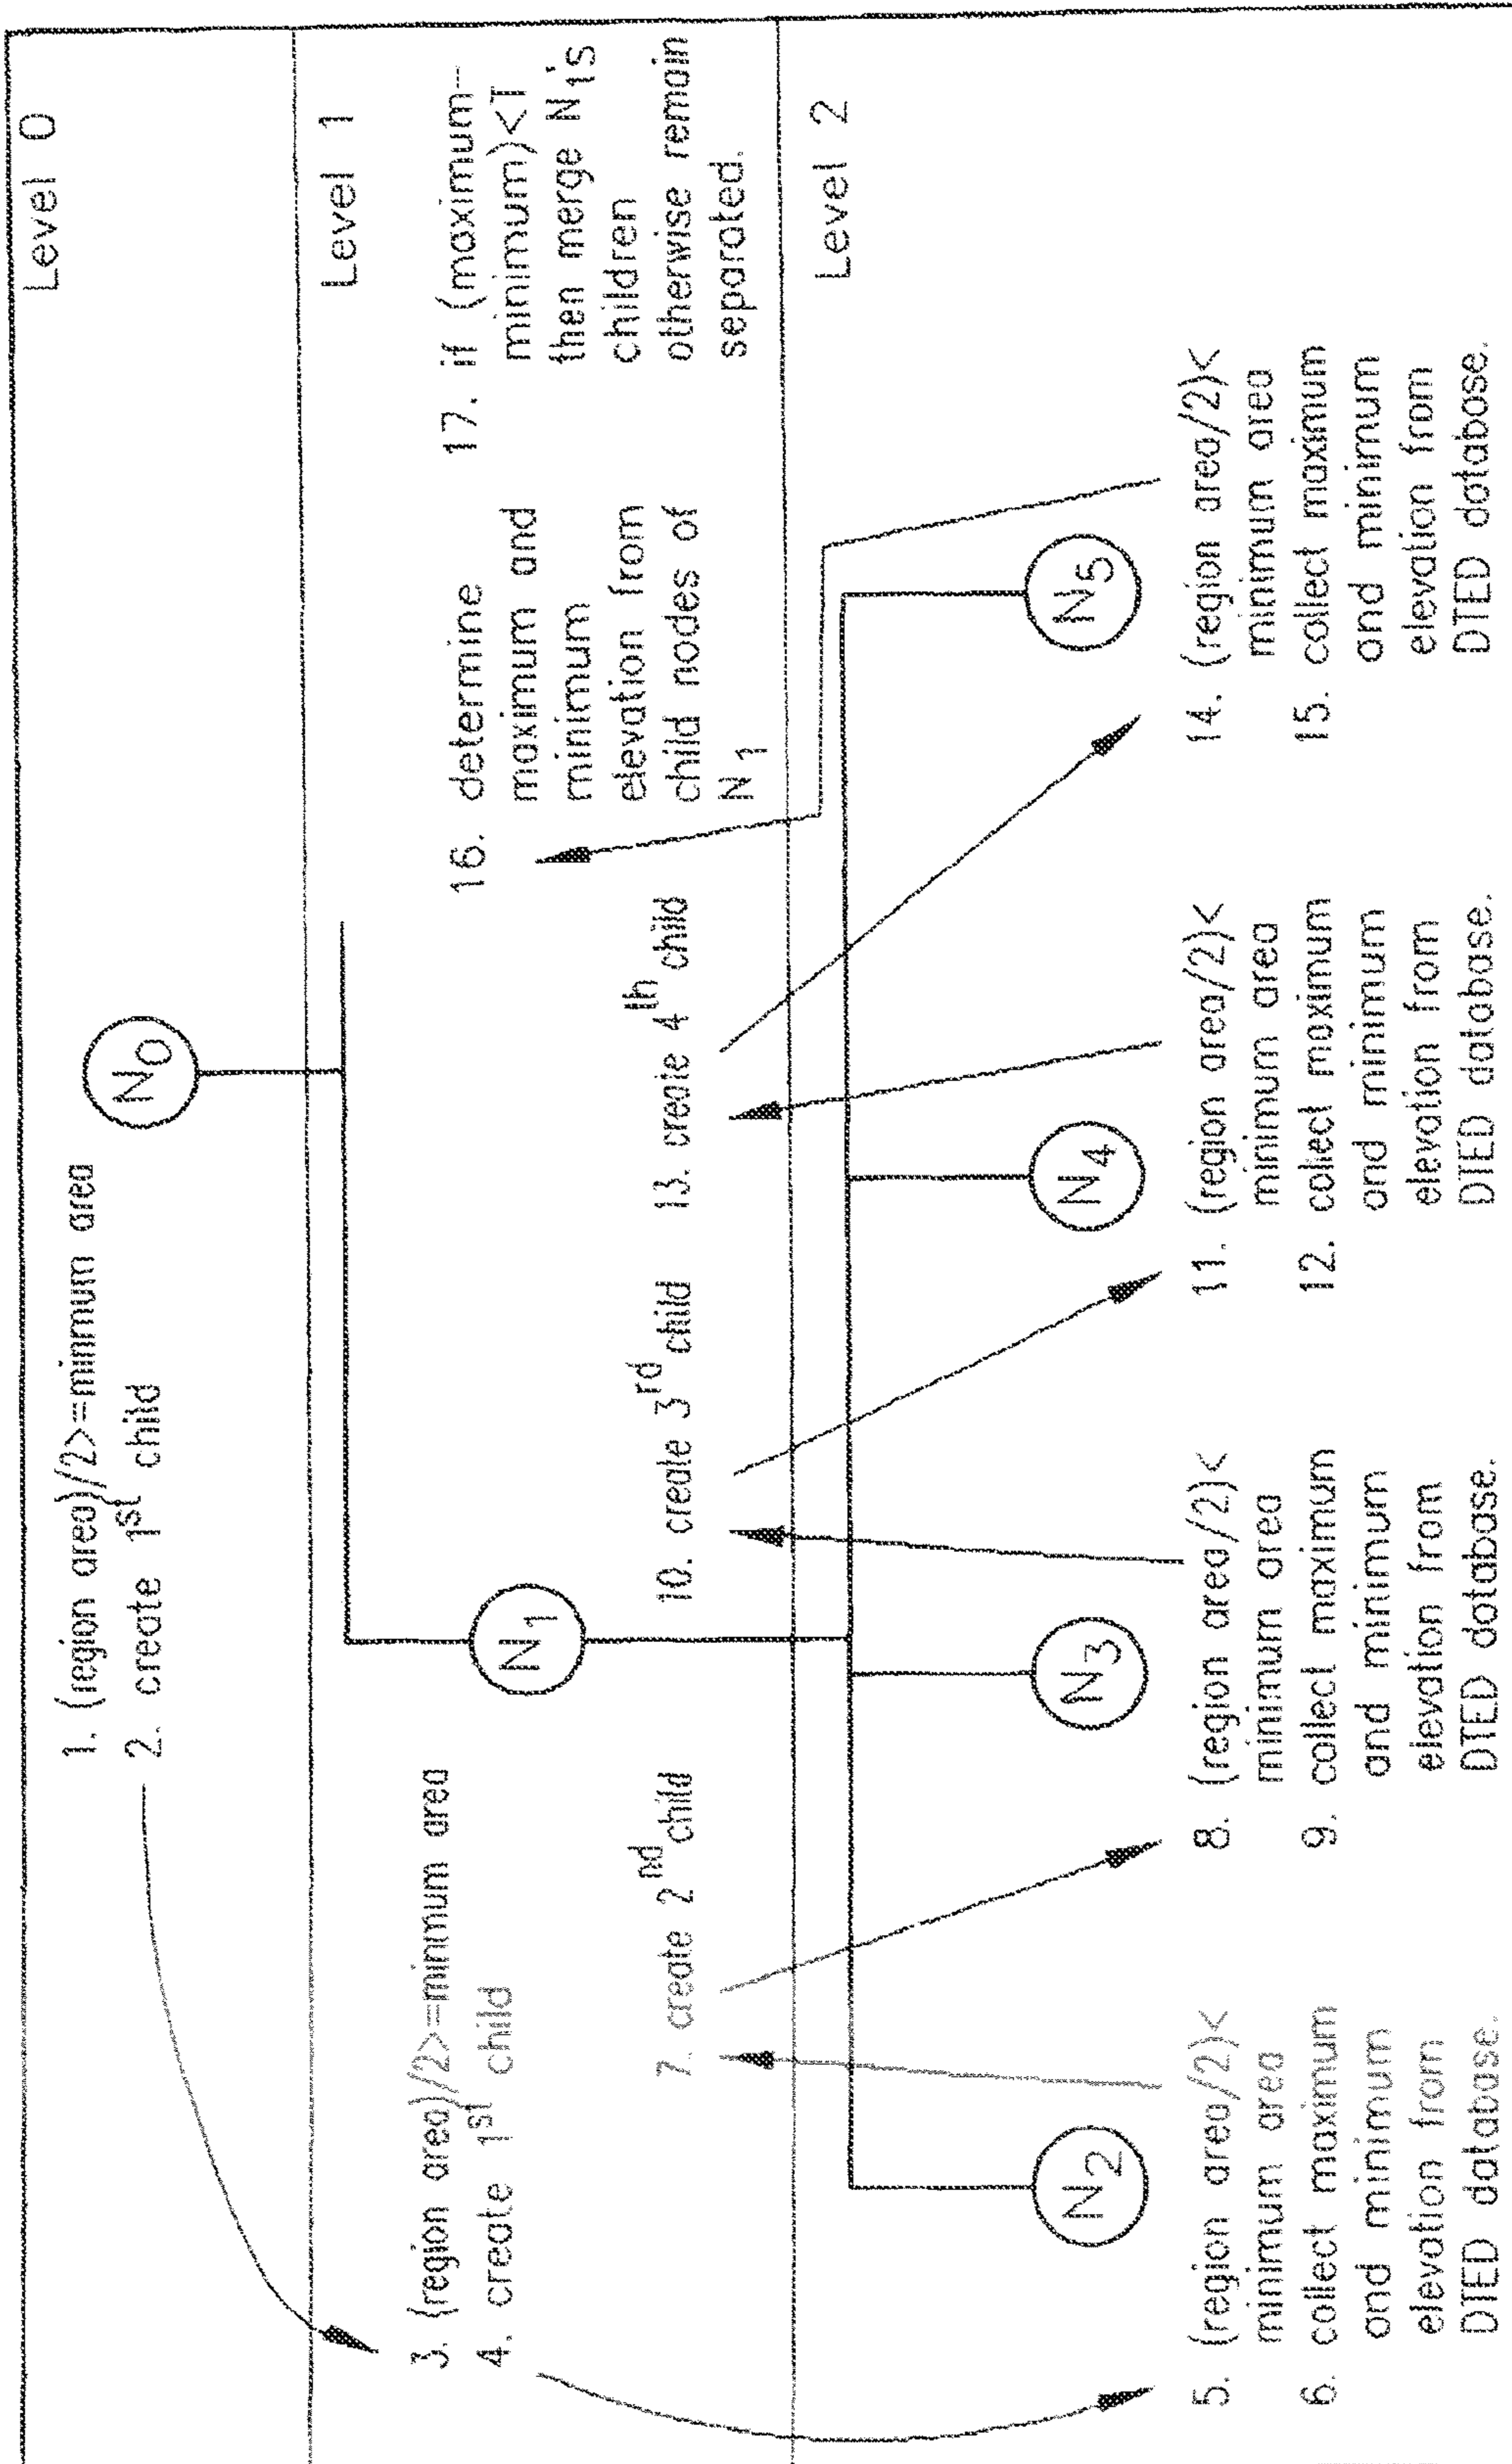 Level 0
1. (region area)/2>=minmum area
2. create 1st child
N0
Level 1
3. (region area)/2>=minmum area
4. create 1st child
N1
7. create 2nd child
10. create 3rd child
13. create 4th child
16. determine
maximum and
minimum
elevation from
child nodes of
N1
17. if (maximum-
minimum)<T
then merge N1's
children
otherwise remain
separated.
Level 2
N2
5. (region area/2)<
minimum area
6. collect maximum
and minimum
elevation from
DTED database.
N3
8. (region area/2)<
minimum area
9. collect maximum
and minimum
elevation from
DTED database.
N4
11. (region area/2)<
minimum area
12. collect maximum
and minimum
elevation from
DTED database.
N5
14. (region area/2)<
minimum area
15. collect maximum
and minimum
elevation from
DTED database.